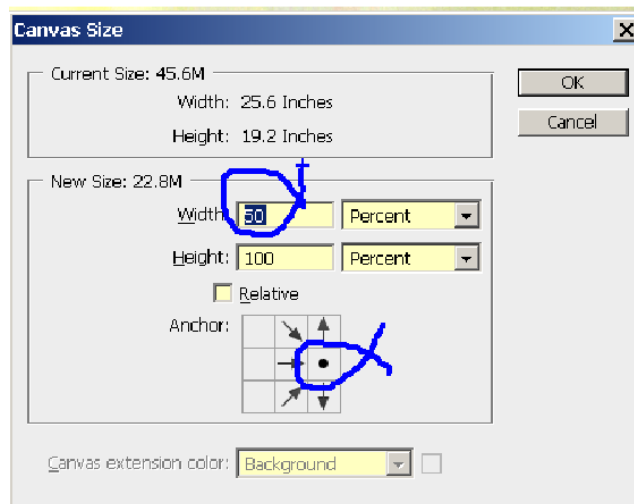 Canvas Size
Current Size: 45.6M
Width: 25.6 Inches
Height: 19.2 Inches
OK
Cancel
New Size: 22.8M
Width: 50 Percent
Height: 100 Percent
Relative
Anchor:
Canvas extension color: Background